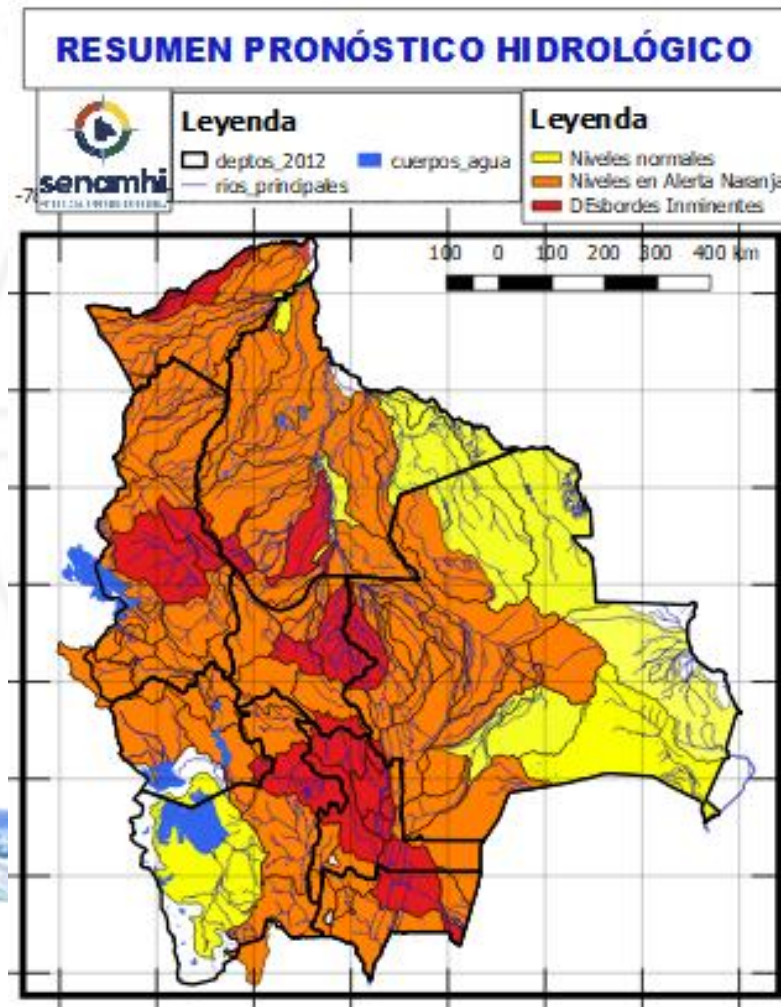 RESUMEN PRONÓSTICO HIDROLÓGICO
senamhi
Leyenda
deptos_2012 cuerpos_agua
rios_principales
Leyenda
Niveles normales
Niveles en Alerta Naranja
DEsbordes Inminentes
100 0 100 200 300 400 km